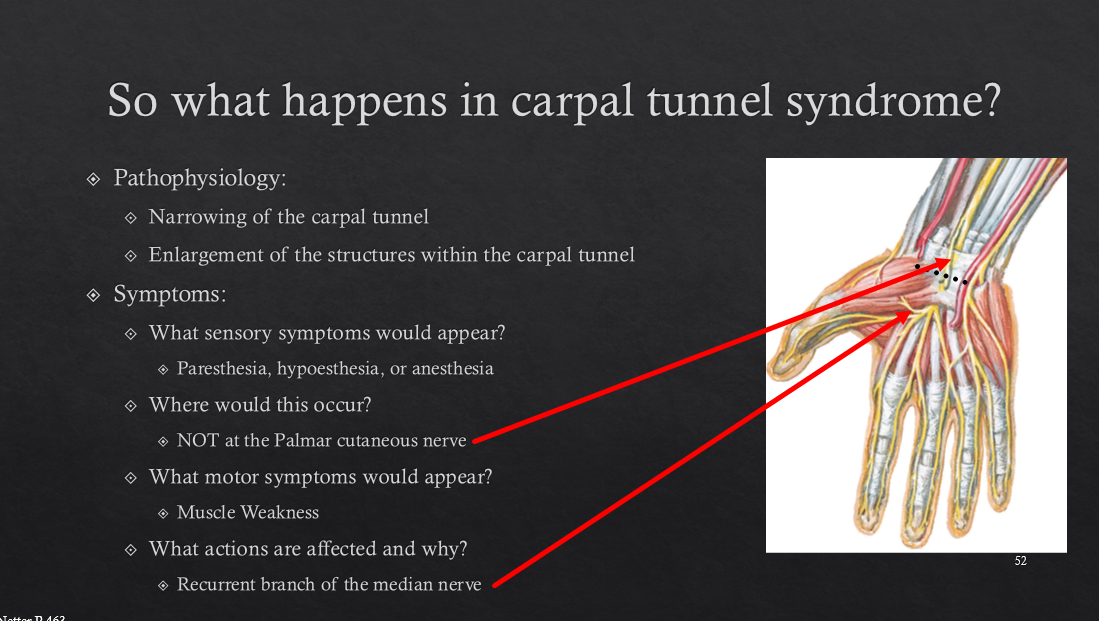 So what happens in carpal tunnel syndrome?
Pathophysiology:
Narrowing of the carpal tunnel
Enlargement of the structures within the carpal tunnel
Symptoms:
What sensory symptoms would appear?
Paresthesia, hypoesthesia, or anesthesia
Where would this occur?
NOT at the Palmar cutaneous nerve
What motor symptoms would appear?
Muscle Weakness
What actions are affected and why?
Recurrent branch of the median nerve
52